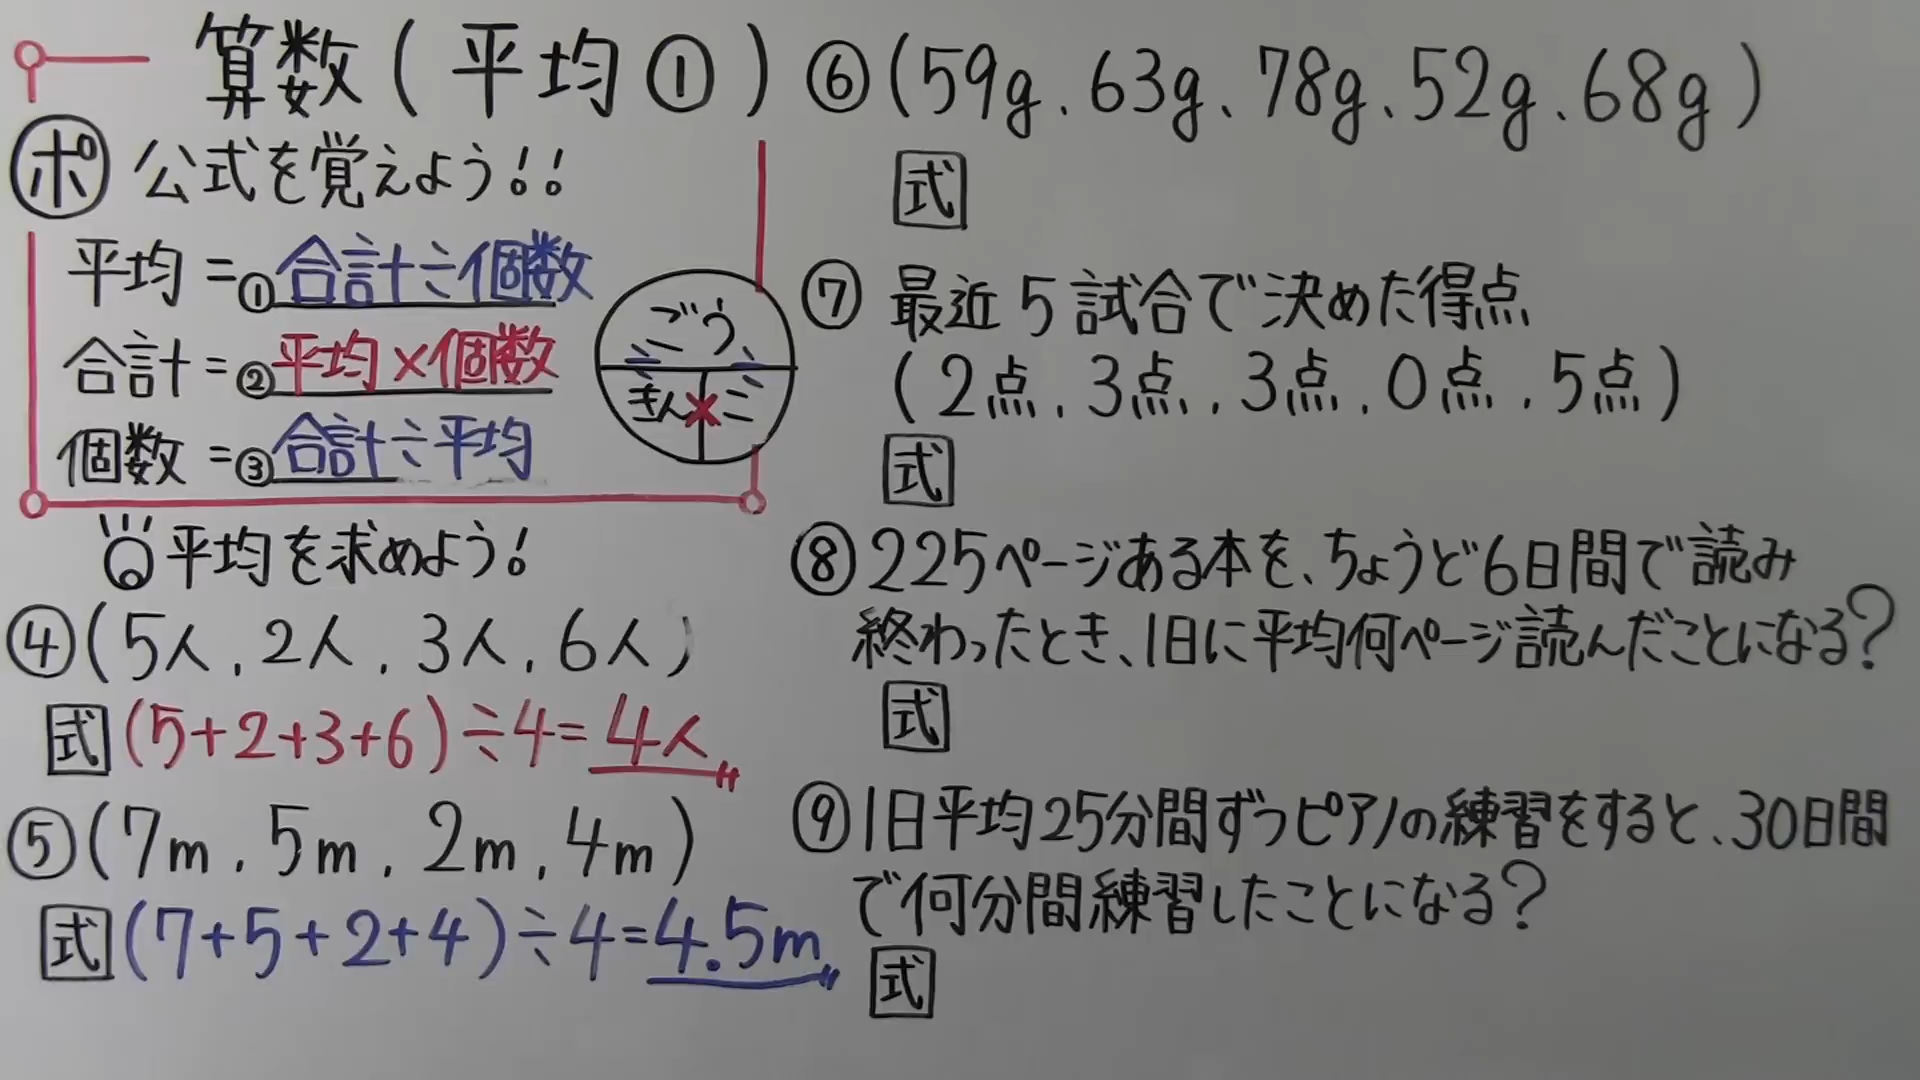 算数(平均①)
ポ 公式を覚えよう!!
平均=①合計÷個数
合計=②平均×個数
個数=③合計÷平均
ごう
きん×こ
平均を求めよう!
④(5人,2人,3人,6人)
式(5+2+3+6)÷4=4人
⑤(7m,5m,2m,4m)
式(7+5+2+4)÷4=4.5m
⑥(59g、63g、78g、52g、68g)
式
⑦最近5試合で決めた得点
(2点,3点,3点,0点,5点)
式
⑧225ページある本を、ちょうど6日間で読み
終わったとき、1日に平均何ページ読んだことになる?
式
⑨1日平均25分間ずつピアノの練習をすると、30日間
で何分間練習したことになる?
式